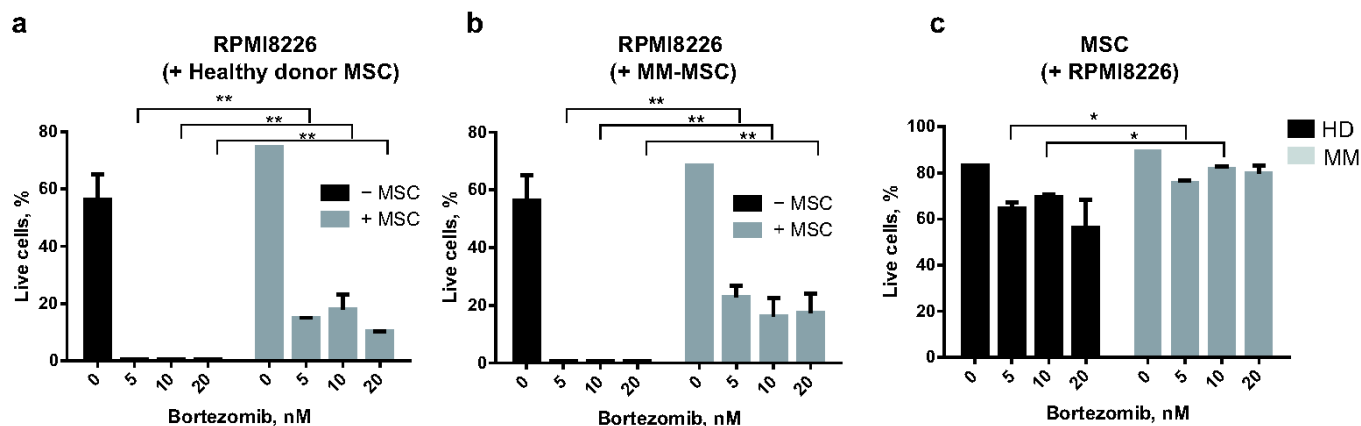 a
RPMI8226
(+ Healthy donor MSC)
**
**
**
80
60
40
20
0
Live cells, %
− MSC
+ MSC
0 5 10 20 0 5 10 20
Bortezomib, nM
b
RPMI8226
(+ MM-MSC)
**
**
**
80
60
40
20
0
Live cells, %
− MSC
+ MSC
0 5 10 20 0 5 10 20
Bortezomib, nM
c
MSC
(+ RPMI8226)
*
*
100
80
60
40
20
0
Live cells, %
HD
MM
0 5 10 20 0 5 10 20
Bortezomib, nM